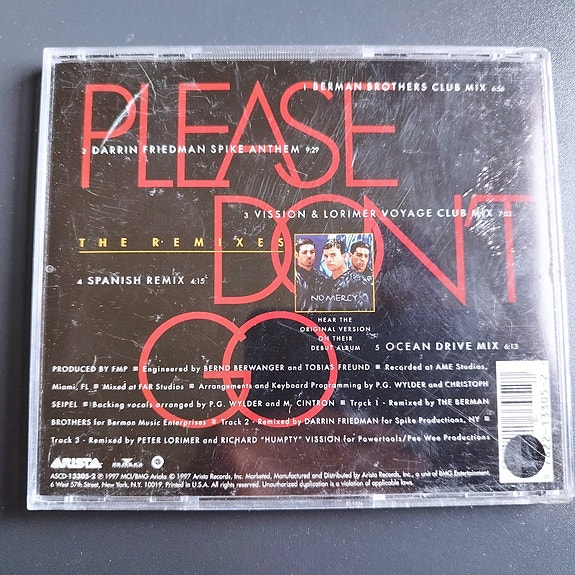 PLEASE
DON'T
GO
1 BERMAN BROTHERS CLUB MIX 6:56
2 DARRIN FRIEDMAN SPIKE ANTHEM 9:29
3 VISSION & LORIMER VOYAGE CLUB MIX 7:03
THE REMIXES
4 SPANISH REMIX 4:15
NO MERCY
HEAR THE
ORIGINAL VERSION
ON THEIR
DEBUT ALBUM
5 OCEAN DRIVE MIX 6:13
PRODUCED BY FMP ■ Engineered by BERND BERWANGER and TOBIAS FREUND ■ Recorded at AME Studios,
Miami, FL ■ Mixed at FAR Studios ■ Arrangements and Keyboard Programming by P.G. WYLDER and CHRISTOPH
SEIPEL ■ Backing vocals arranged by P.G. WYLDER and M. CINTRON ■ Track 1 - Remixed by THE BERMAN
BROTHERS for Berman Music Enterprises ■ Track 2 - Remixed by DARRIN FRIEDMAN for Spike Productions, NY ■
Track 3 - Remixed by PETER LORIMER and RICHARD "HUMPTY" VISSION for Powertools/Pee Wee Productions
ARISTA
ASCD-13305-2 ℗ 1997 MCI/BMG Ariola © 1997 Arista Records, Inc. Marketed, Manufactured and Distributed by Arista Records, Inc., a unit of BMG Entertainment,
6 West 57th Street, New York, N.Y. 10019. Printed in U.S.A. All rights reserved. Unauthorized duplication is a violation of applicable laws.